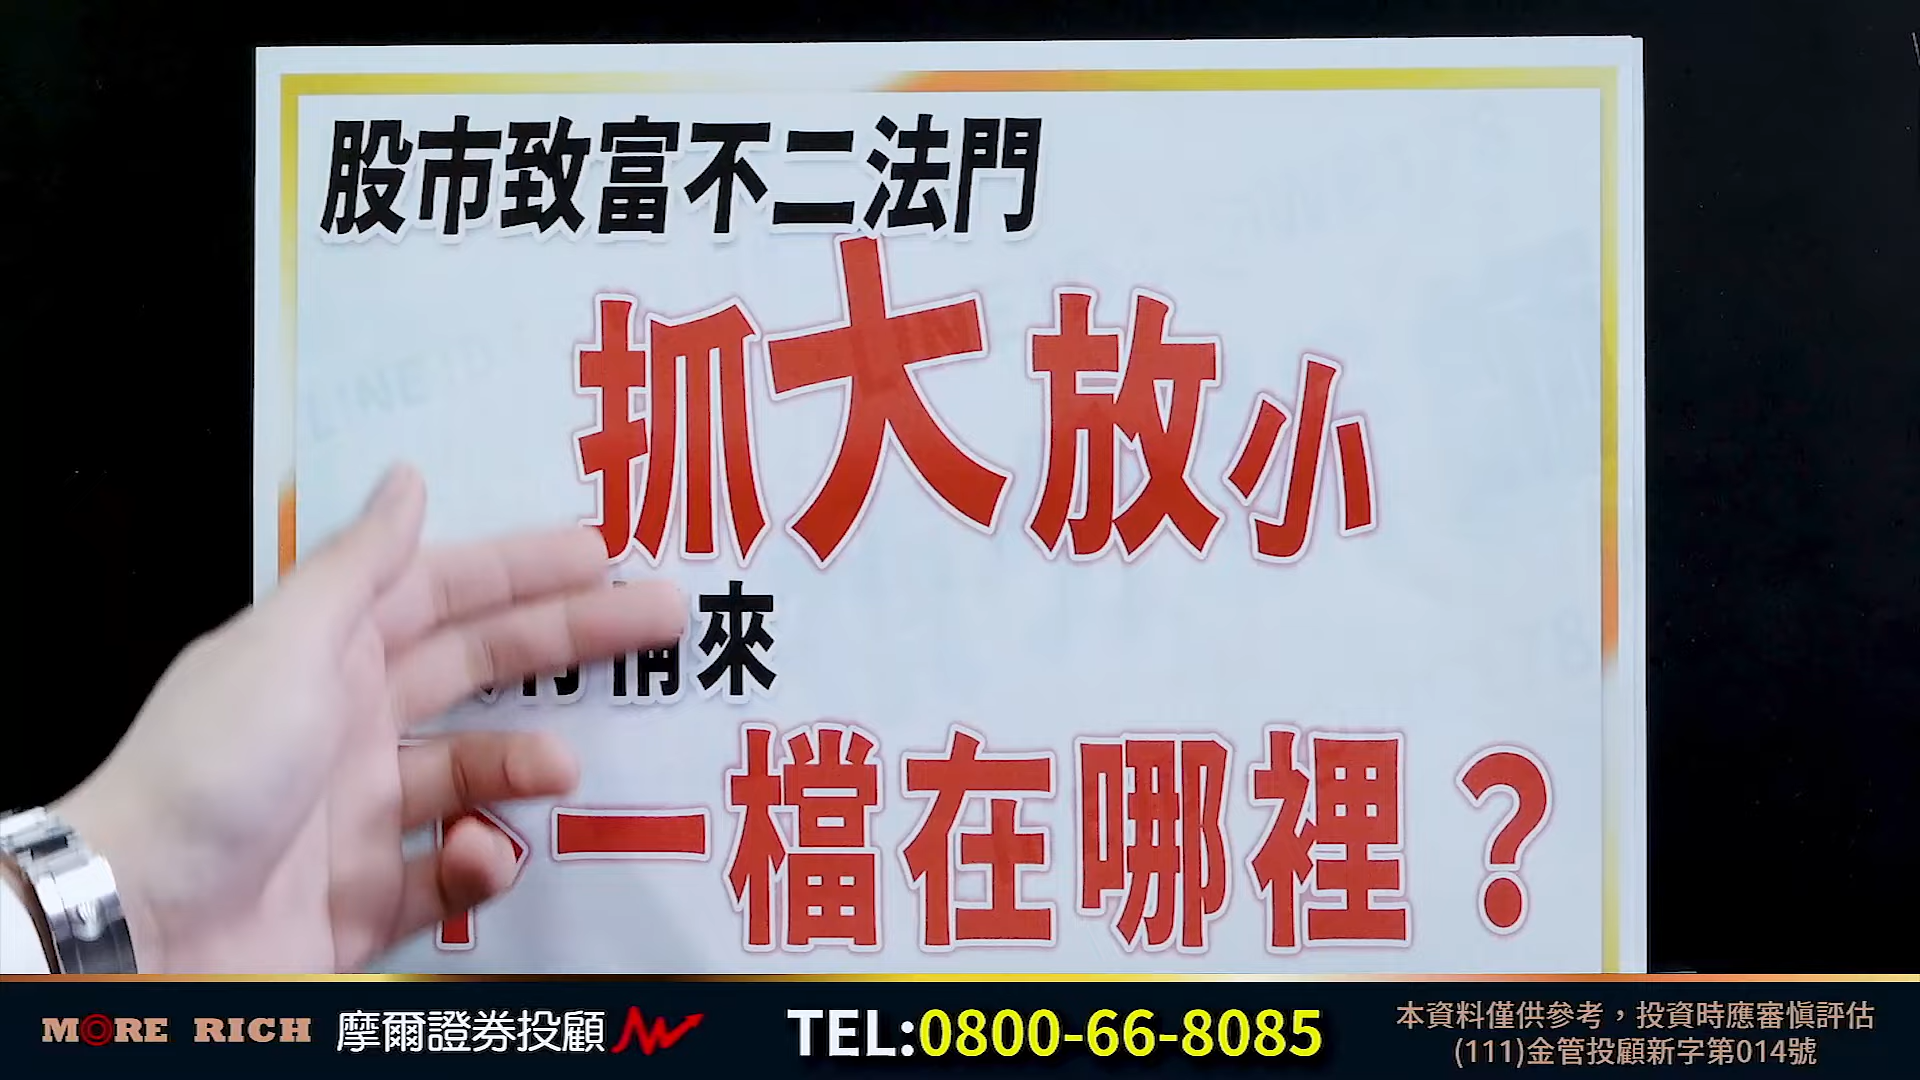 股市致富不二法門
抓大放小
來
下一檔在哪裡？
MORE RICH 摩爾證券投顧
TEL:0800-66-8085
本資料僅供參考，投資時應審慎評估
(111)金管投顧新字第014號